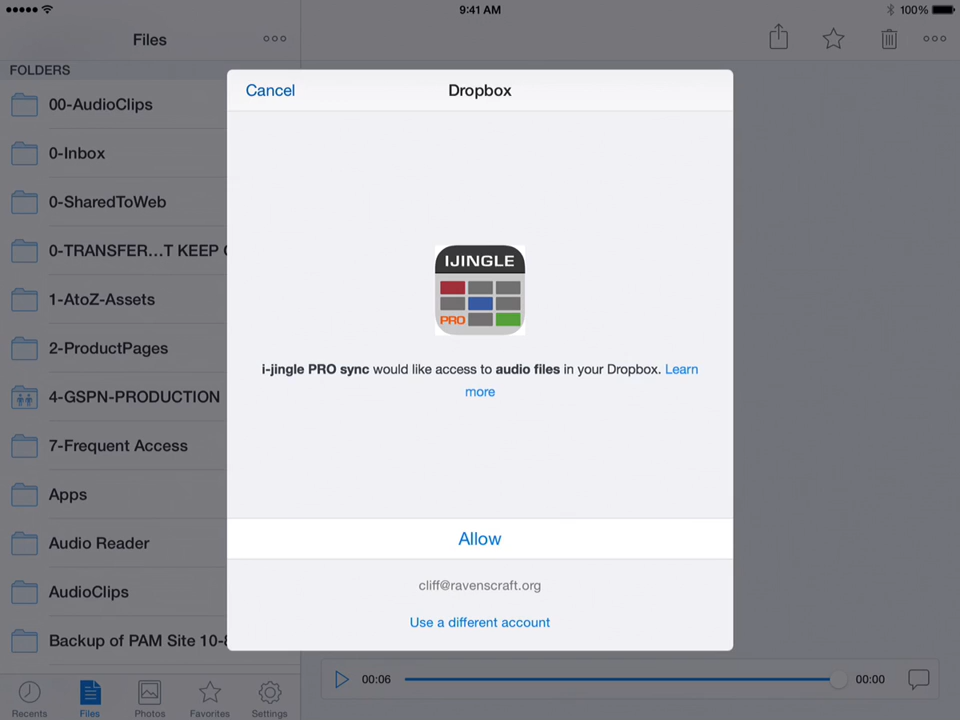 9:41 AM
100%
Files
FOLDERS
00-AudioClips
0-Inbox
0-SharedToWeb
0-TRANSFER…T KEEP
1-AtoZ-Assets
2-ProductPages
4-GSPN-PRODUCTION
7-Frequent Access
Apps
Audio Reader
AudioClips
Backup of PAM Site 10-
Recents
Files
Photos
Favorites
Settings
Cancel
Dropbox
IJINGLE
PRO
i-jingle PRO sync would like access to audio files in your Dropbox. Learn
more
Allow
cliff@ravenscraft.org
Use a different account
00:06
00:00